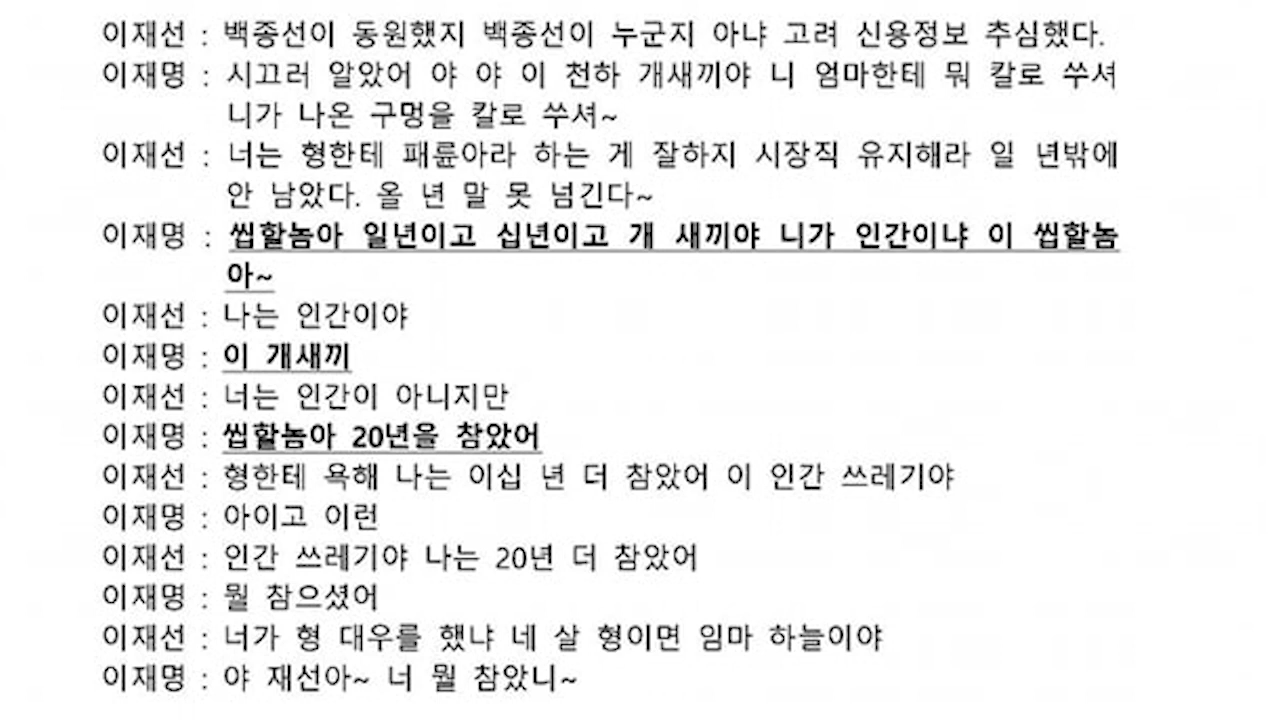 이재선 : 백종선이 동원했지 백종선이 누군지 아냐 고려 신용정보 추심했다.
이재명 : 시끄러 알았어 야 야 이 천하 개새끼야 니 엄마한테 뭐 칼로 쑤셔
니가 나온 구멍을 칼로 쑤셔~
이재선 : 너는 형한테 패륜아라 하는 게 잘하지 시장직 유지해라 일 년밖에
안 남았다. 올 년 말 못 넘긴다~
이재명 : 씹할놈아 일년이고 십년이고 개 새끼야 니가 인간이냐 이 씹할놈
아~
이재선 : 나는 인간이야
이재명 : 이 개새끼
이재선 : 너는 인간이 아니지만
이재명 : 씹할놈아 20년을 참았어
이재선 : 형한테 욕해 나는 이십 년 더 참았어 이 인간 쓰레기야
이재명 : 아이고 이런
이재선 : 인간 쓰레기야 나는 20년 더 참았어
이재명 : 뭘 참으셨어
이재선 : 너가 형 대우를 했냐 네 살 형이면 임마 하늘이야
이재명 : 야 재선아~ 너 뭘 참았니~